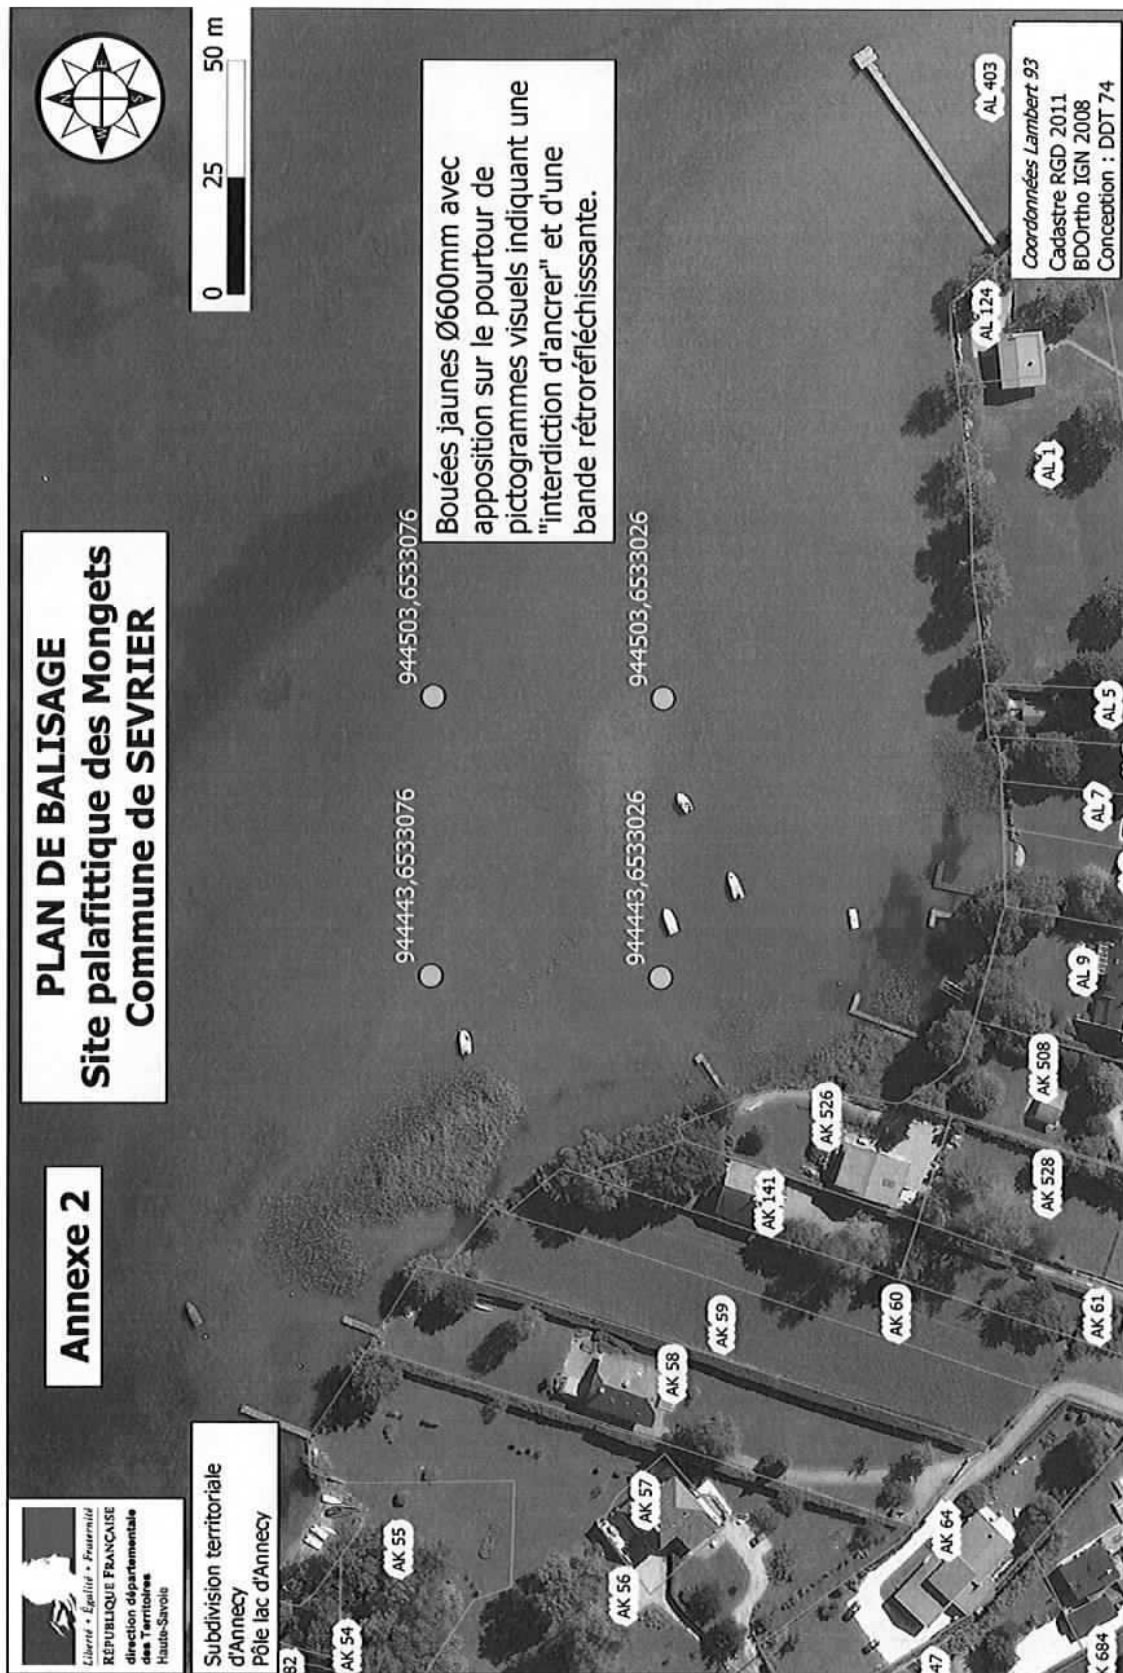 Liberté • Égalité • Fraternité
RÉPUBLIQUE FRANÇAISE
direction départementale
des Territoires
Haute-Savoie
Annexe 2
PLAN DE BALISAGE
Site palafittique des Mongets
Commune de SEVRIER
N
E
S
W
Subdivision territoriale
d'Annecy
Pôle lac d'Annecy
0 25 50 m
944443,6533076
944503,6533076
944443,6533026
944503,6533026
Bouées jaunes Ø600mm avec
apposition sur le pourtour de
pictogrammes visuels indiquant une
"interdiction d'ancrer" et d'une
bande rétroréfléchisssante.
82
AK 54
AK 55
AK 56
AK 57
AK 58
AK 59
AK 141
AK 526
AK 60
AK 64
47
K 684
AK 61
AK 528
AK 508
AL 9
AL 7
AL 5
AL 1
AL 124
AL 403
Coordonnées Lambert 93
Cadastre RGD 2011
BDOrtho IGN 2008
Conception : DDT 74